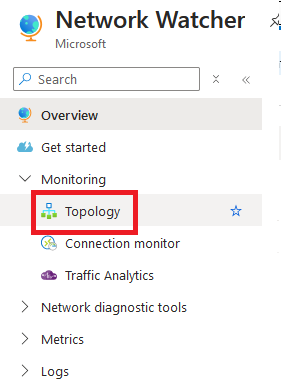 Network Watcher
Microsoft
Search
Overview
Get started
Monitoring
Topology
Connection monitor
Traffic Analytics
Network diagnostic tools
Metrics
Logs